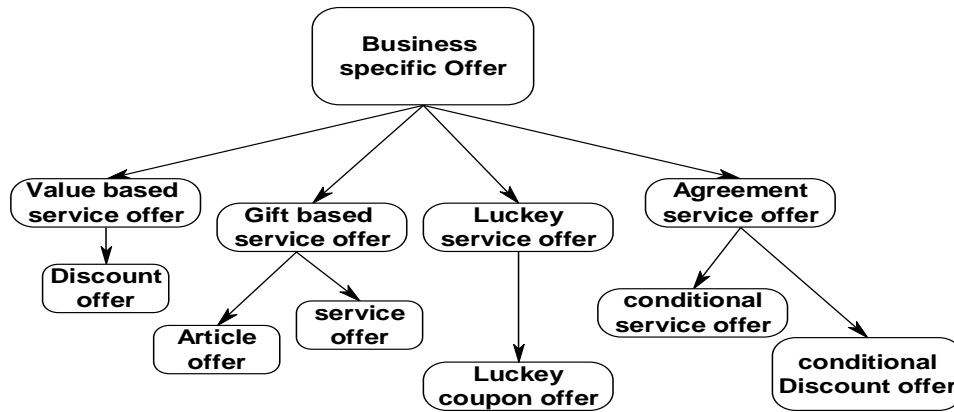 Business
specific Offer
Value based
service offer
Gift based
service offer
Luckey
service offer
Agreement
service offer
Discount
offer
Article
offer
service
offer
Luckey
coupon offer
conditional
service offer
conditional
Discount offer